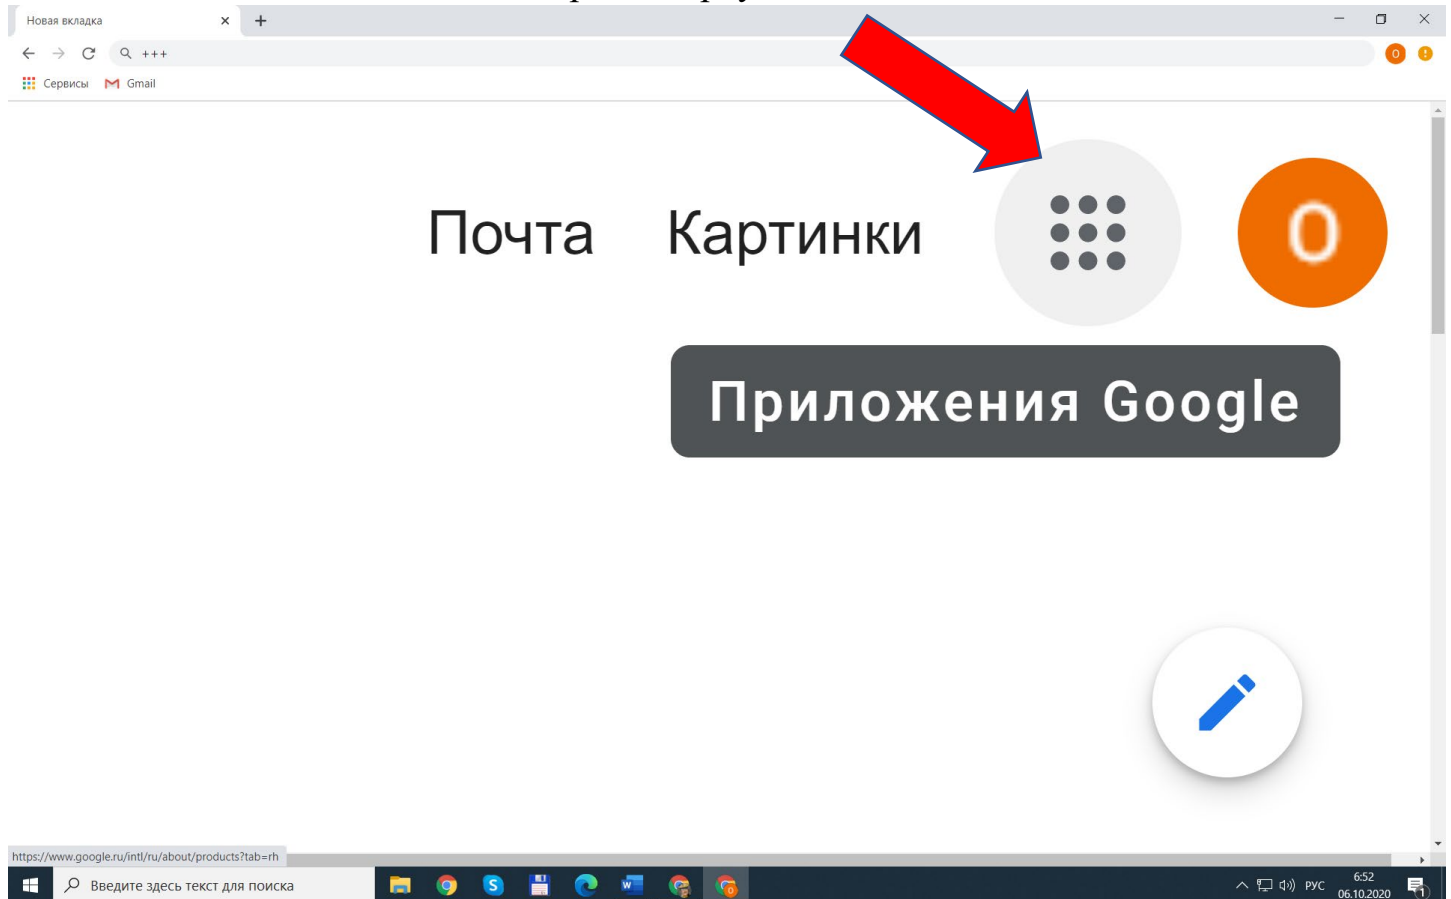 Новая вкладка
+++
О
Сервисы
Gmail
Почта Картинки О
Приложения Google
https://www.google.ru/intl/ru/about/products?tab=rh
Введите здесь текст для поиска
S
W
О
РУС
6:52
06.10.2020
1